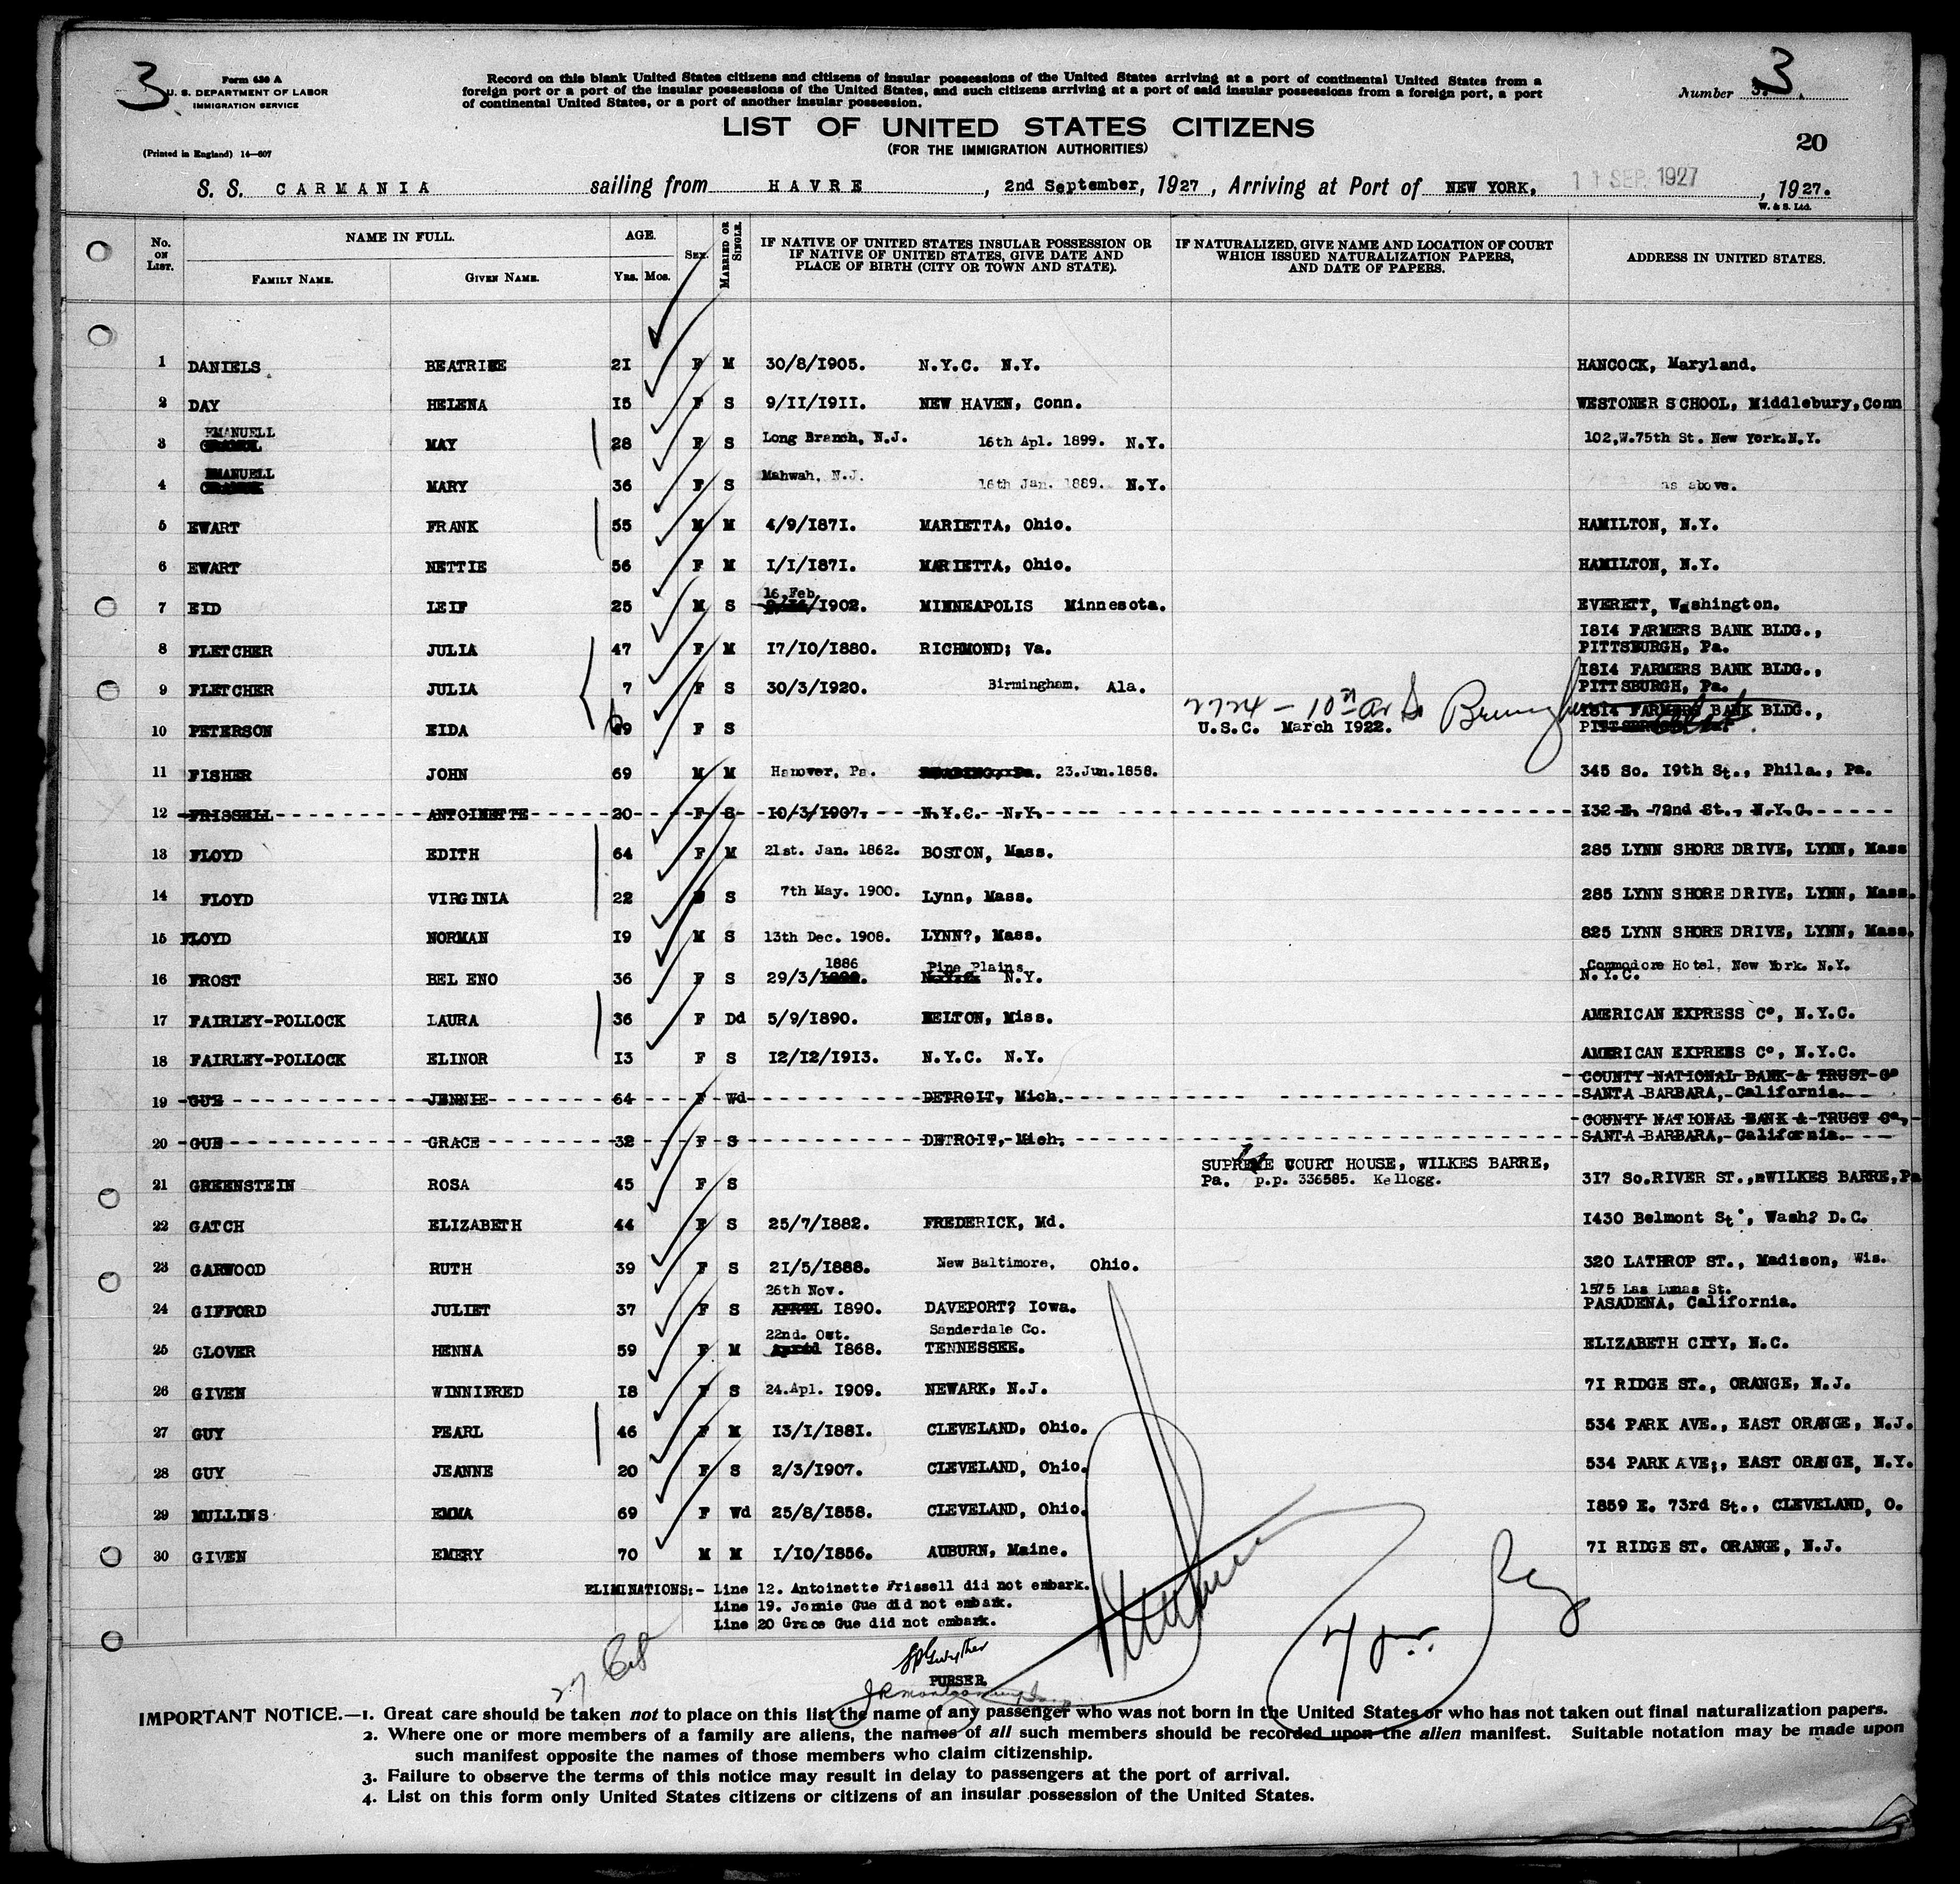 3
Form 630 A
U. S. DEPARTMENT OF LABOR
IMMIGRATION SERVICE
(Printed in England) 14—607
Record on this blank United States citizens and citizens of insular possessions of the United States arriving at a port of continental United States from a
foreign port or a port of the insular possessions of the United States, and such citizens arriving at a port of said insular possessions from a foreign port, a port
of continental United States, or a port of another insular possession.
Number 3. 3
LIST OF UNITED STATES CITIZENS
(FOR THE IMMIGRATION AUTHORITIES)
20
S. S. CARMANIA sailing from HAVRE, 2nd September, 1927, Arriving at Port of NEW YORK, 11 SEP. 1927, 1927.
W. & S. Ltd.
No. ON LIST. NAME IN FULL. FAMILY NAME. GIVEN NAME. AGE. Yrs. Mos. SEX. MARRIED OR SINGLE. IF NATIVE OF UNITED STATES INSULAR POSSESSION OR IF NATIVE OF UNITED STATES, GIVE DATE AND PLACE OF BIRTH (CITY OR TOWN AND STATE). IF NATURALIZED, GIVE NAME AND LOCATION OF COURT WHICH ISSUED NATURALIZATION PAPERS, AND DATE OF PAPERS. ADDRESS IN UNITED STATES.
1 DANIELS BEATRINE 21 F M 30/8/1905. N.Y.C. N.Y. HANCOCK, Maryland.
2 DAY HELENA 15 F S 9/11/1911. NEW HAVEN, Conn. WESTONER SCHOOL, Middlebury, Conn
3 EMANUELL MAY 28 F S Long Branch, N.J. 16th Apl. 1899. N.Y. 102,W.75th St. New York.N.Y.
4 EMANUELL MARY 36 F S Mahwah, N.J. 16th Jan. 1889. N.Y. as above.
5 EWART FRANK 55 M M 4/9/1871. MARIETTA, Ohio. HAMILTON, N.Y.
6 EWART NETTIE 56 F M 1/1/1871. MARIETTA, Ohio. HAMILTON, N.Y.
16 Feb
7 EID LEIF 25 M S /1902. MINNEAPOLIS Minnesota. EVERETT, Washington.
1814 FARMERS BANK BLDG.,
8 FLETCHER JULIA 47 F M 17/10/1880. RICHMOND; Va. PITTSBURGH, Pa.
1814 FARMERS BANK BLDG.,
9 FLETCHER JULIA 7 F S 30/3/1920. Birmingham, Ala. PITTSBURGH, Pa.
2724 - 10th Av S
1814 FARMERS BANK BLDG.,
10 PETERSON EIDA 49 F S U.S.C. March 1922.
11 FISHER JOHN 69 M M Hanover, Pa. 23.Jun.1858. 345 So. 19th St., Phila., Pa.
12 FRISSELL ANTOINETTE 20 F S 10/3/1907. N.Y.C. N.Y. 132 E. 72nd St., N.Y.C.
13 FLOYD EDITH 64 F M 21st. Jan. 1862. BOSTON, Mass. 285 LYNN SHORE DRIVE, LYNN, Mass
14 FLOYD VIRGINIA 22 S 7th May. 1900. Lynn, Mass. 285 LYNN SHORE DRIVE, LYNN, Mass.
15 FLOYD NORMAN 19 M S 13th Dec. 1908. LYNN?, Mass. 825 LYNN SHORE DRIVE, LYNN, Mass.
1886 Pine Plains Commodore Hotel, New York. N.Y.
16 FROST BEL ENO 36 F S 29/3/ N.Y. N.Y.C.
17 FAIRLEY-POLLOCK LAURA 36 F Dd 5/9/1890. BELTON, Miss. AMERICAN EXPRESS Co, N.Y.C.
18 FAIRLEY-POLLOCK ELINOR 13 F S 12/12/1913. N.Y.C. N.Y. AMERICAN EXPRESS Co, N.Y.C.
COUNTY NATIONAL BANK & TRUST Co
19 GUE JENNIE 64 F Wd DETROIT, Mich. SANTA BARBARA, California.
COUNTY NATIONAL BANK & TRUST Co,
20 GUE GRACE 32 F S DETROIT, Mich. SANTA BARBARA, California.
SUPREME COURT HOUSE, WILKES BARRE,
21 GREENSTEIN ROSA 45 F S Pa. p.p. 336585. Kellogg. 317 So.RIVER ST., WILKES BARRE, Pa
22 GATCH ELIZABETH 44 F S 25/7/1882. FREDERICK, Md. 1430 Belmont St., Wash? D.C.
23 GARWOOD RUTH 39 F S 21/5/1888. New Baltimore, Ohio. 320 LATHROP ST., Madison, Wis.
26th Nov. 1575 Las Lunas St.
24 GIFFORD JULIET 37 F S APRIL 1890. DAVEPORT? Iowa. PASADENA, California.
22nd. Oct. Sanderdale Co.
25 GLOVER HENNA 59 F M April 1868. TENNESSEE. ELIZABETH CITY, N.C.
26 GIVEN WINNIFRED 18 F S 24.Apl. 1909. NEWARK, N.J. 71 RIDGE ST., ORANGE, N.J.
27 GUY PEARL 46 F M 13/1/1881. CLEVELAND, Ohio. 534 PARK AVE., EAST ORANGE, N.J.
28 GUY JEANNE 20 F S 2/3/1907. CLEVELAND, Ohio. 534 PARK AVE;, EAST ORANGE, N.Y.
29 MULLINS EMMA 69 F Wd 25/8/1858. CLEVELAND, Ohio. 1859 E. 73rd St., CLEVELAND, O.
30 GIVEN EMERY 70 M M 1/10/1856. AUBURN, Maine. 71 RIDGE ST. ORANGE, N.J.
ELIMINATIONS:- Line 12. Antoinette Frissell did not embark.
Line 19. Jennie Gue did not embark.
Line 20 Grace Gue did not embark.
PURSER
IMPORTANT NOTICE.—1. Great care should be taken not to place on this list the name of any passenger who was not born in the United States or who has not taken out final naturalization papers.
2. Where one or more members of a family are aliens, the names of all such members should be recorded upon the alien manifest. Suitable notation may be made upon
such manifest opposite the names of those members who claim citizenship.
3. Failure to observe the terms of this notice may result in delay to passengers at the port of arrival.
4. List on this form only United States citizens or citizens of an insular possession of the United States.